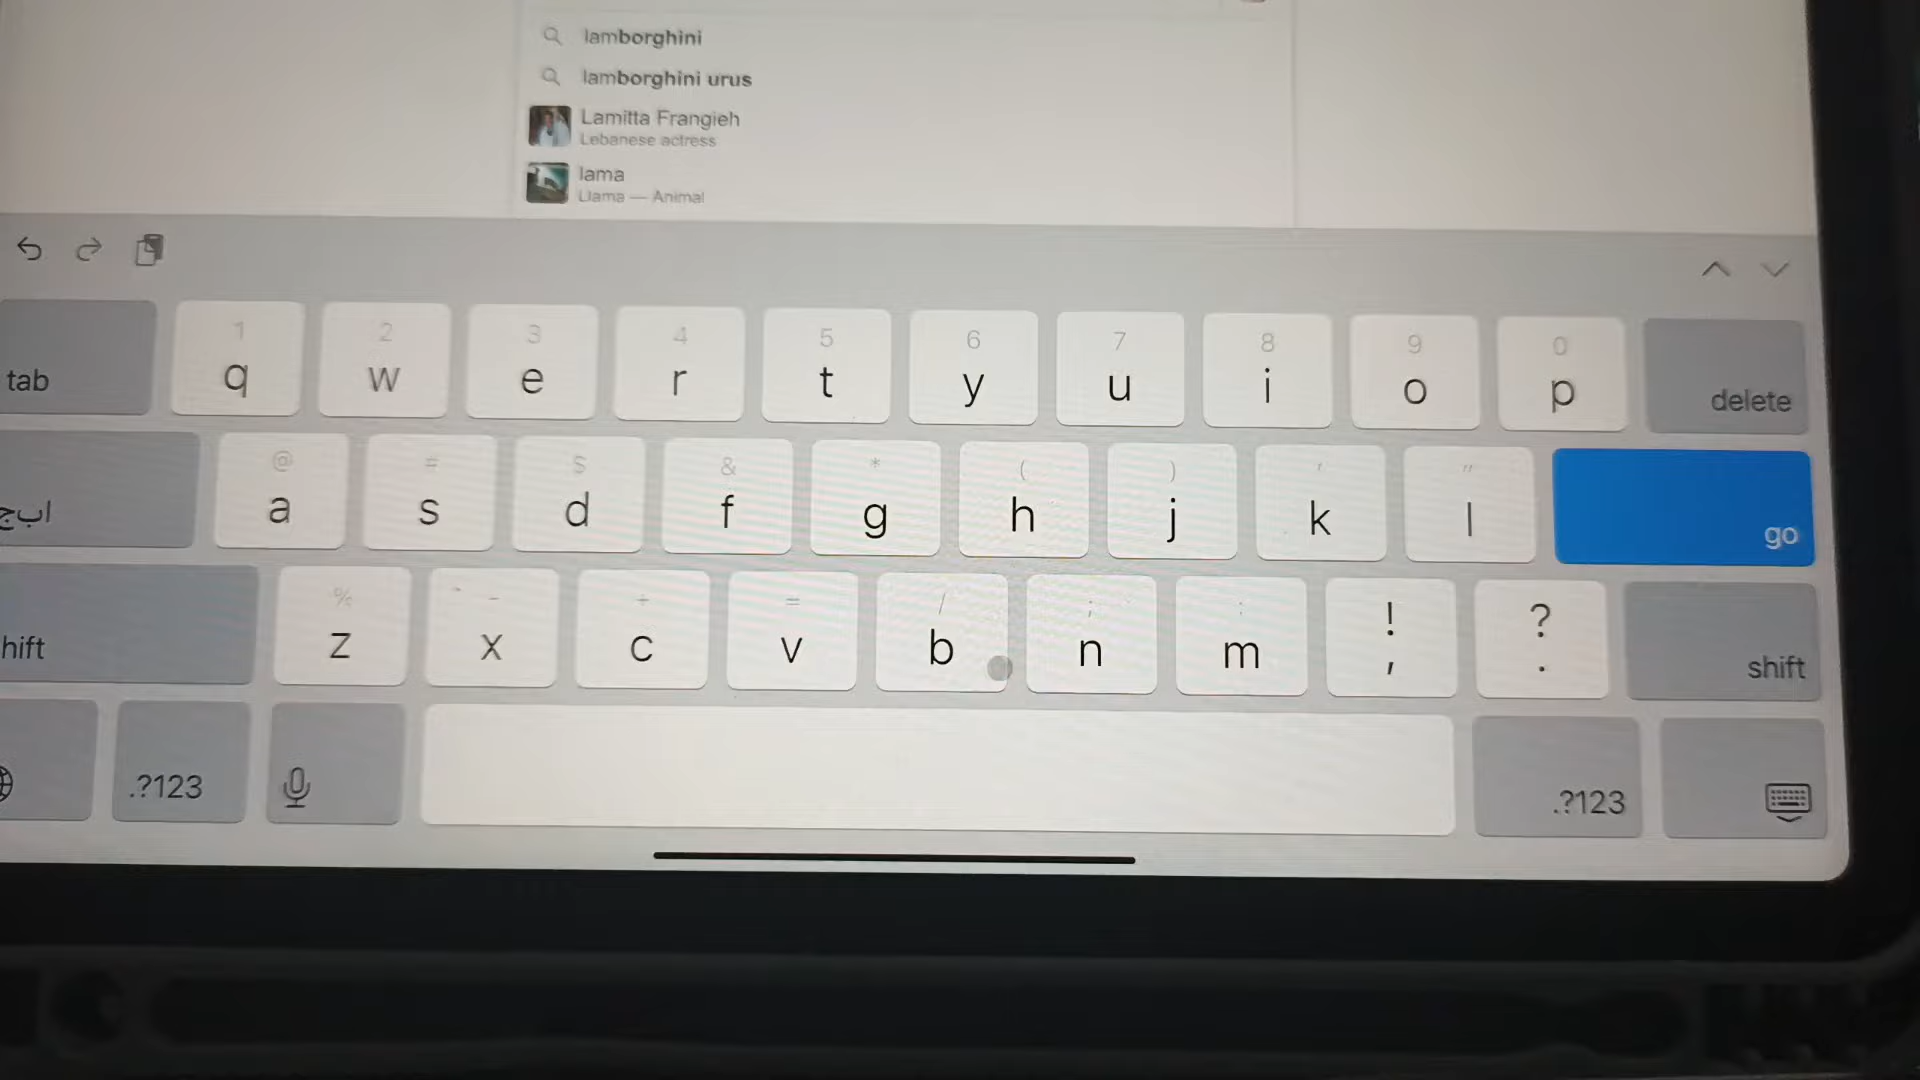 lamborghini
lamborghini urus
Lamitta Frangieh
Lebanese actress
lama
Llama — Animal
1 2 3 4 5 6 7 8 9 0
tab q w e r t y u i o p delete
@ # $ & * ( ) ' "
ابج a s d f g h j k l go
% - + = / ; : ! ?
hift z x c v b n m , . shift
.?123 .?123